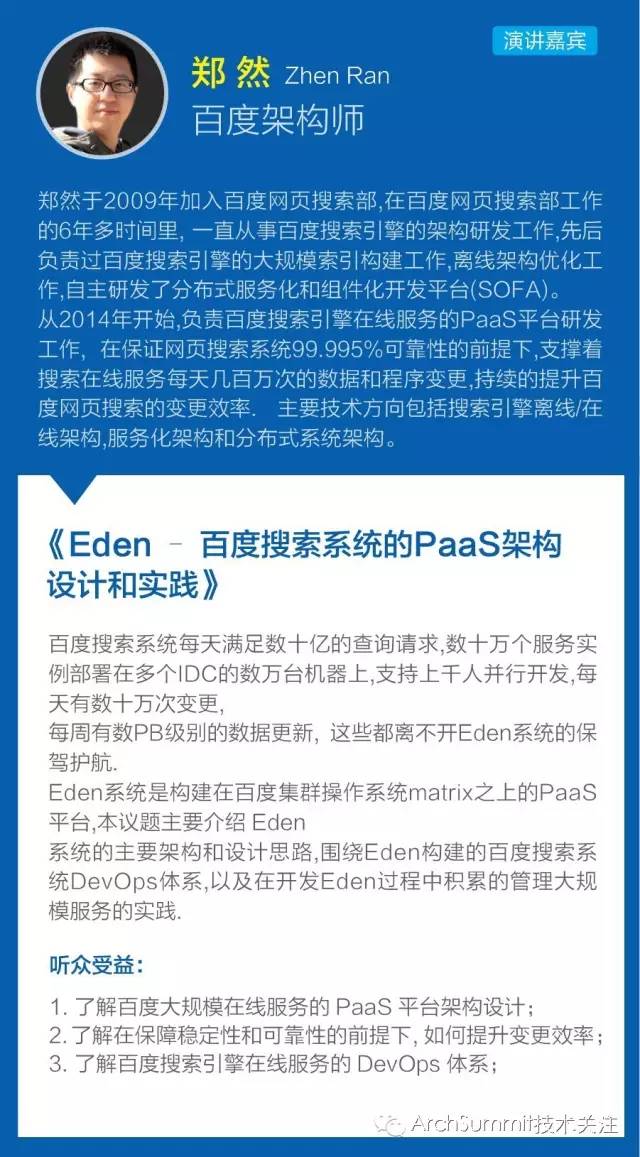 演讲嘉宾
郑 然 Zhen Ran
百度架构师
郑然于2009年加入百度网页搜索部,在百度网页搜索部工作
的6年多时间里, 一直从事百度搜索引擎的架构研发工作,先后
负责过百度搜索引擎的大规模索引构建工作,离线架构优化工
作,自主研发了分布式服务化和组件化开发平台(SOFA)。
从2014年开始,负责百度搜索引擎在线服务的PaaS平台研发
工作, 在保证网页搜索系统99.995%可靠性的前提下,支撑着
搜索在线服务每天几百万次的数据和程序变更,持续的提升百
度网页搜索的变更效率. 主要技术方向包括搜索引擎离线/在
线架构,服务化架构和分布式系统架构。
《Eden – 百度搜索系统的PaaS架构
设计和实践》
百度搜索系统每天满足数十亿的查询请求,数十万个服务实
例部署在多个IDC的数万台机器上,支持上千人并行开发,每
天有数十万次变更,
每周有数PB级别的数据更新, 这些都离不开Eden系统的保
驾护航.
Eden系统是构建在百度集群操作系统matrix之上的PaaS
平台,本议题主要介绍 Eden
系统的主要架构和设计思路,围绕Eden构建的百度搜索系
统DevOps体系,以及在开发Eden过程中积累的管理大规
模服务的实践.
听众受益:
1. 了解百度大规模在线服务的 PaaS 平台架构设计;
2.了解在保障稳定性和可靠性的前提下, 如何提升变更效率;
3. 了解百度搜索引擎在线服务的 DevOps 体系;
ArchSummit技术关注